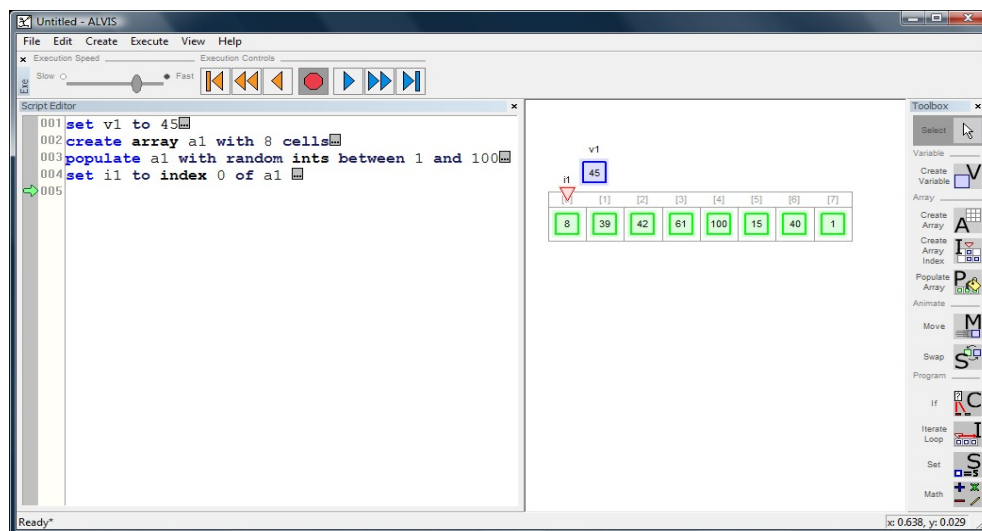 Untitled - ALVIS
File Edit Create Execute View Help
x Execution Speed Execution Controls
Exe
Slow Fast
Script Editor x
001 set v1 to 45
002 create array a1 with 8 cells
003 populate a1 with random ints between 1 and 100
004 set i1 to index 0 of a1
005
v1
45
i1
[1] [2] [3] [4] [5] [6] [7]
8 39 42 61 100 15 40 1
Toolbox x
Select
Variable
Create Variable V
Array
Create Array A
Create Array Index I
Populate Array P
Animate
Move M
Swap S
Program
If ? C
Iterate Loop I
Set S =s
Math
Ready*
x: 0.638, y: 0.029